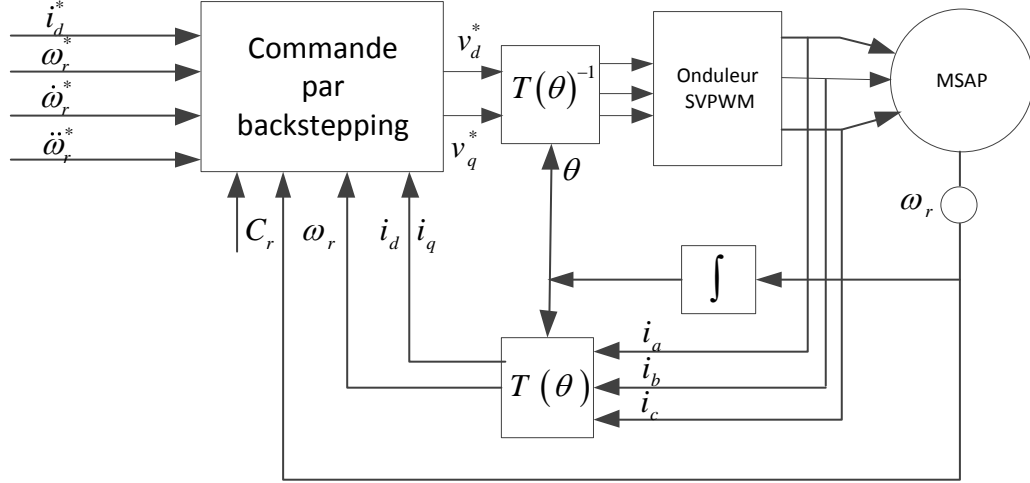 i_d^*
ω_r^*
ω̇_r^*
ω̈_r^*
Commande
par
backstepping
v_d^*
v_q^*
T(θ)^{-1}
Onduleur
SVPWM
MSAP
θ
ω_r
C_r
ω_r
i_d
i_q
∫
i_a
i_b
i_c
T(θ)